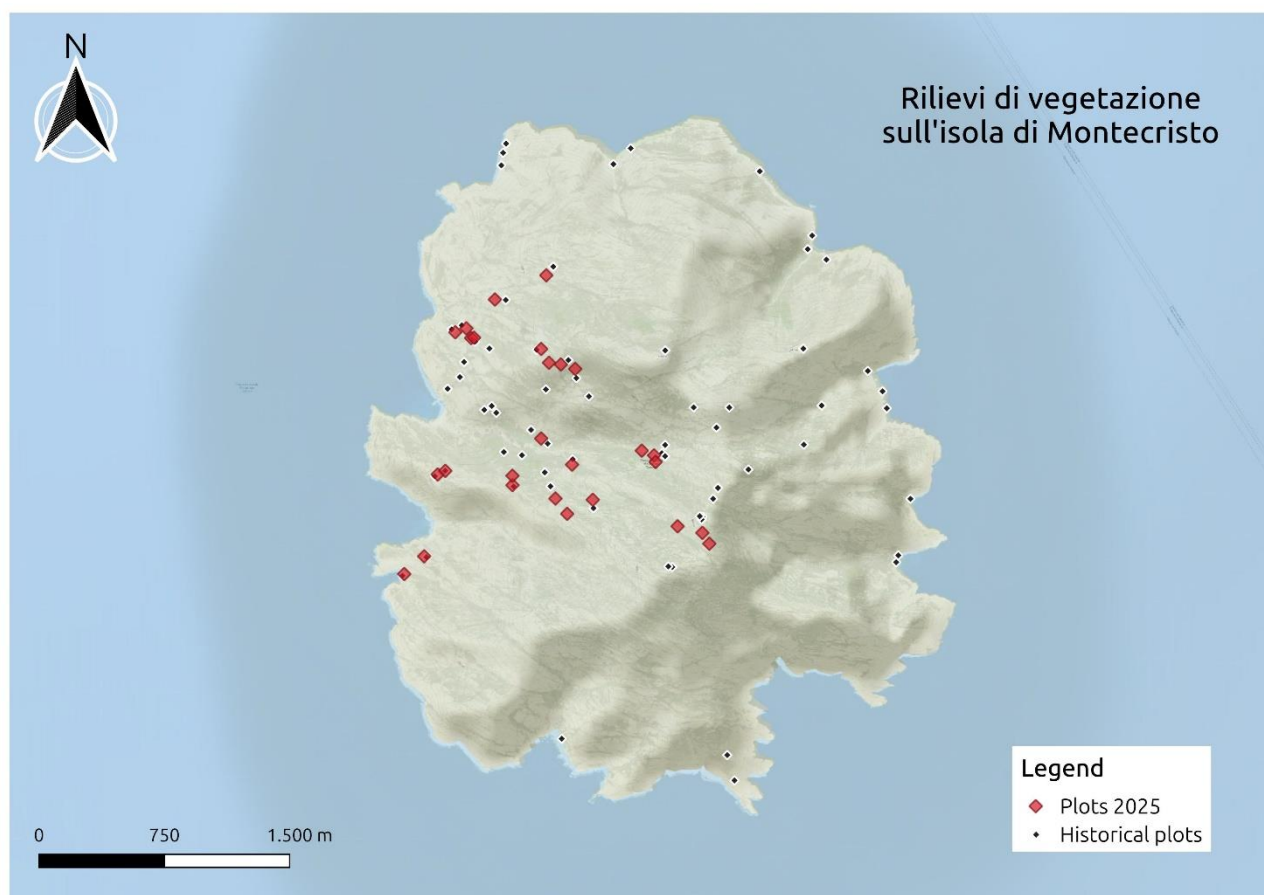 N
Rilievi di vegetazione
sull'isola di Montecristo
Legend
Plots 2025
Historical plots
0 750 1.500 m